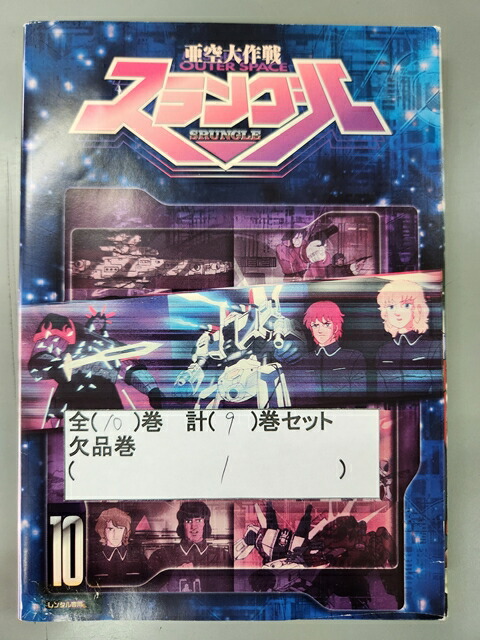 亜空大作戦
OUTER SPACE
スラングル
SRUNGLE
全(10)巻 計(9)巻セット
欠品巻
( 1 )
10
レンタル専用